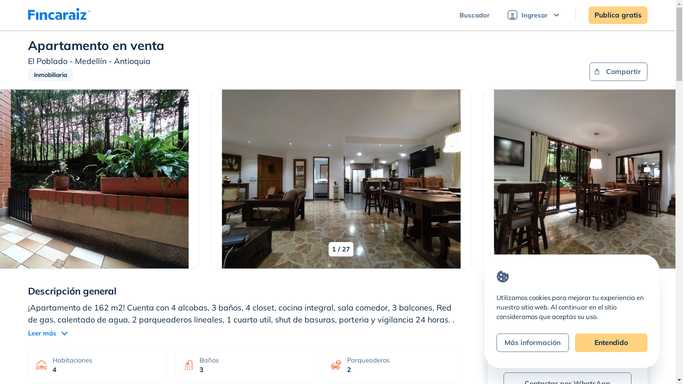 Fincaraiz
Buscador
Ingresar
Publica gratis
Apartamento en venta
El Poblado - Medellín - Antioquia
Inmobiliaria
Compartir
1 / 27
Descripción general
¡Apartamento de 162 m2! Cuenta con 4 alcobas, 3 baños, 4 closet, cocina integral, sala comedor, 3 balcones, Red
de gas, calentado de agua, 2 parqueaderos lineales, 1 cuarto util, shut de basuras, porteria y vigilancia 24 horas. .
Leer más
Habitaciones
4
Baños
3
Parqueaderos
2
Utilizamos cookies para mejorar tu experiencia en
nuestro sitio web. Al continuar en el sitio
consideramos que aceptas su uso.
Más información
Entendido
Contactar por WhatsApp